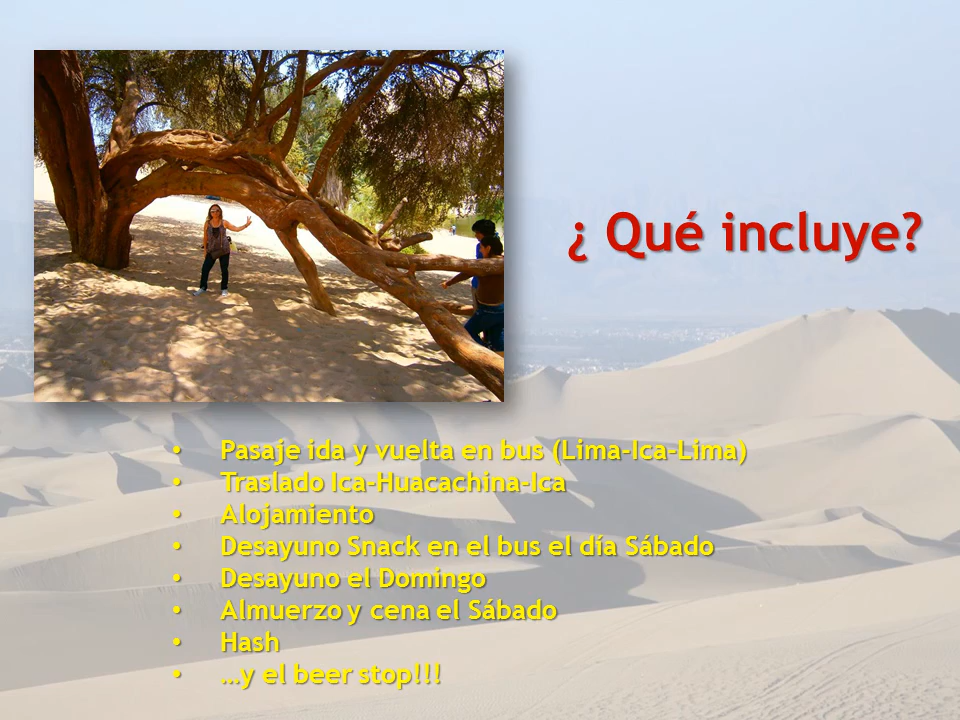 ¿ Qué incluye?
• Pasaje ida y vuelta en bus (Lima-Ica-Lima)
• Traslado Ica-Huacachina-Ica
• Alojamiento
• Desayuno Snack en el bus el día Sábado
• Desayuno el Domingo
• Almuerzo y cena el Sábado
• Hash
• …y el beer stop!!!